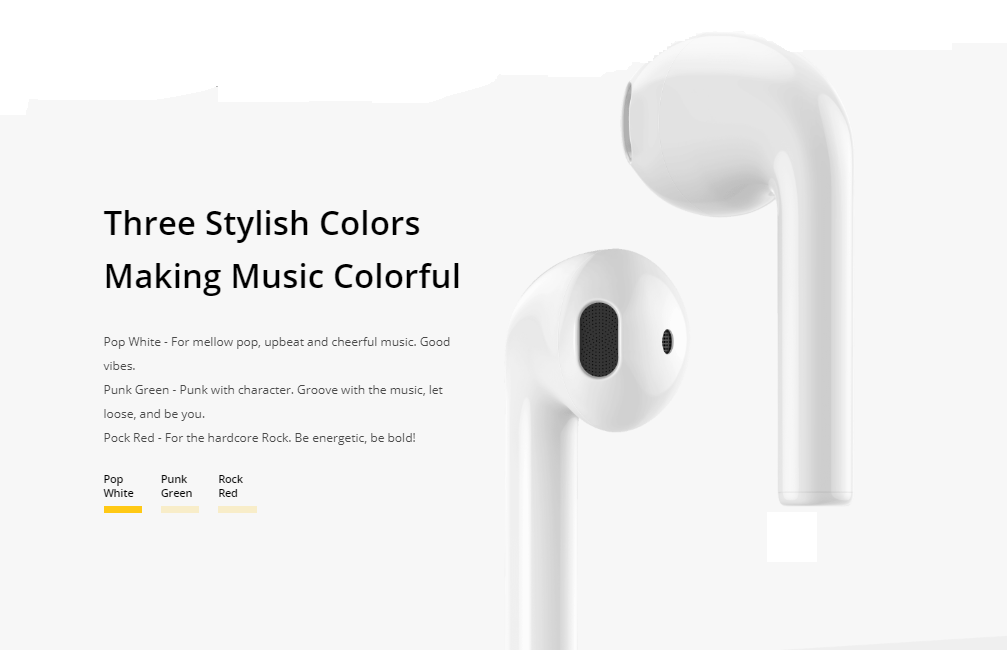 Three Stylish Colors
Making Music Colorful
Pop White - For mellow pop, upbeat and cheerful music. Good
vibes.
Punk Green - Punk with character. Groove with the music, let
loose, and be you.
Pock Red - For the hardcore Rock. Be energetic, be bold!
Pop
White
Punk
Green
Rock
Red